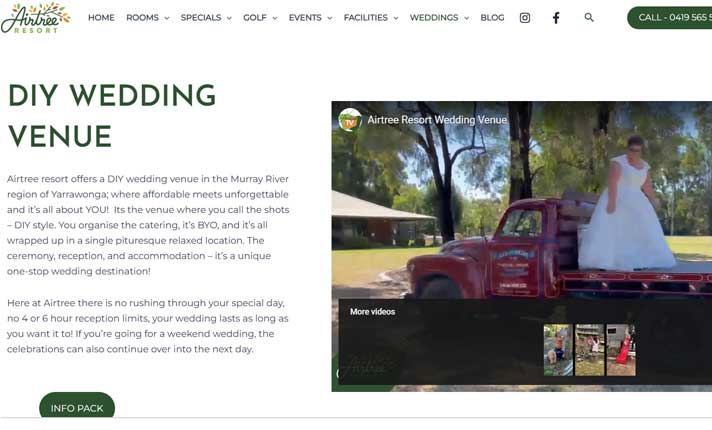 Airtree
RESORT
HOME ROOMS SPECIALS GOLF EVENTS FACILITIES WEDDINGS BLOG CALL - 0419 565 5
DIY WEDDING
VENUE
Airtree resort offers a DIY wedding venue in the Murray River
region of Yarrawonga; where affordable meets unforgettable
and it's all about YOU! Its the venue where you call the shots
– DIY style. You organise the catering, it's BYO, and it's all
wrapped up in a single pituresque relaxed location. The
ceremony, reception, and accommodation – it's a unique
one-stop wedding destination!
Here at Airtree there is no rushing through your special day,
no 4 or 6 hour reception limits, your wedding lasts as long as
you want it to! If you're going for a weekend wedding, the
celebrations can also continue over into the next day.
INFO PACK
TV
Airtree Resort Wedding Venue
More videos
Airtree